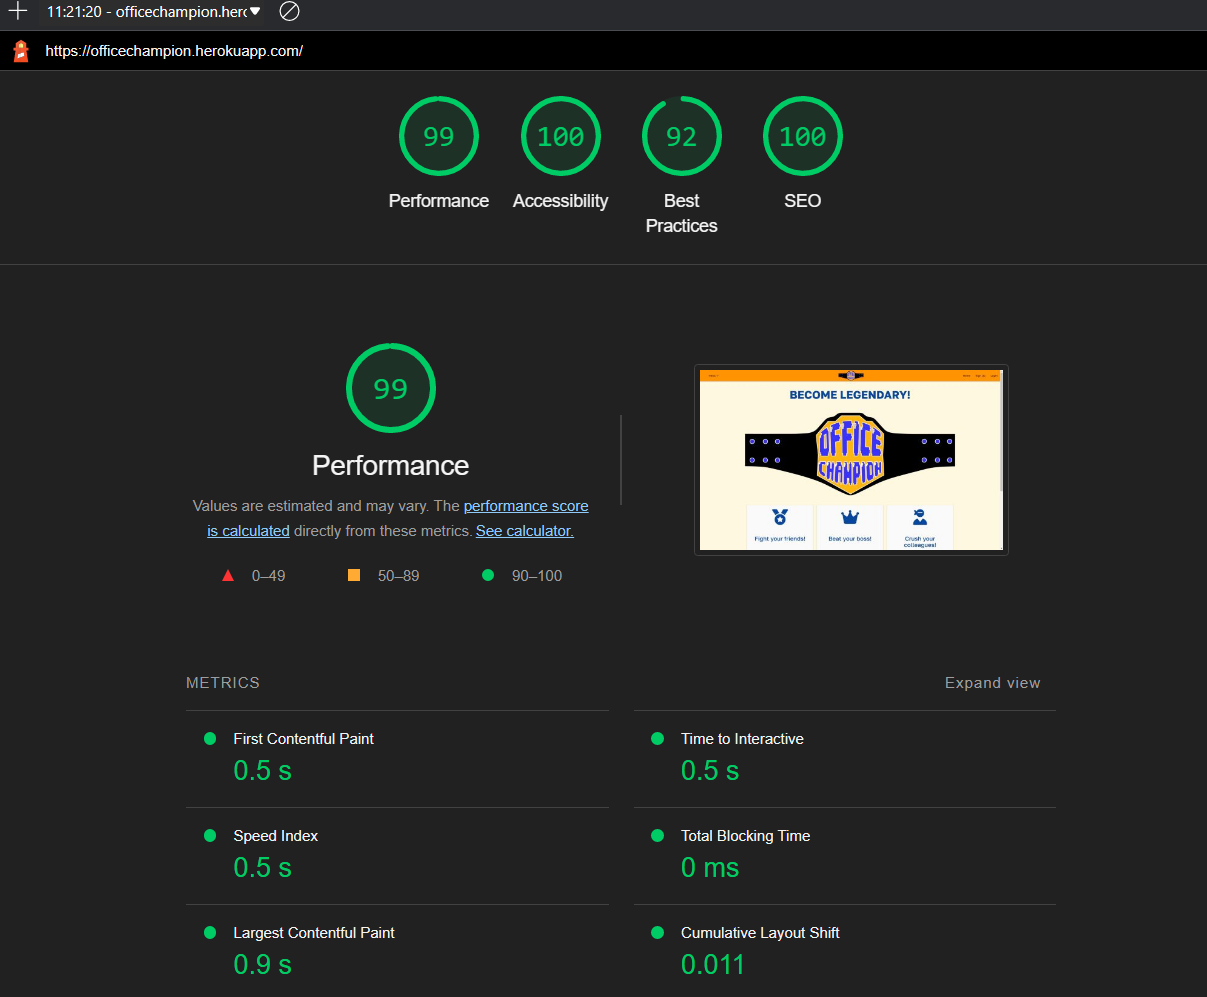 11:21:20 - officechampion.herc
https://officechampion.herokuapp.com/
99
100
92
100
Performance
Accessibility
Best
Practices
SEO
99
Performance
Values are estimated and may vary. The performance score
is calculated directly from these metrics. See calculator.
0–49
50–89
90–100
BECOME LEGENDARY!
OFFICE
CHAMPION
Fight your friends!
Beat your boss!
Crush your
colleagues!
METRICS
Expand view
First Contentful Paint
0.5 s
Time to Interactive
0.5 s
Speed Index
0.5 s
Total Blocking Time
0 ms
Largest Contentful Paint
0.9 s
Cumulative Layout Shift
0.011